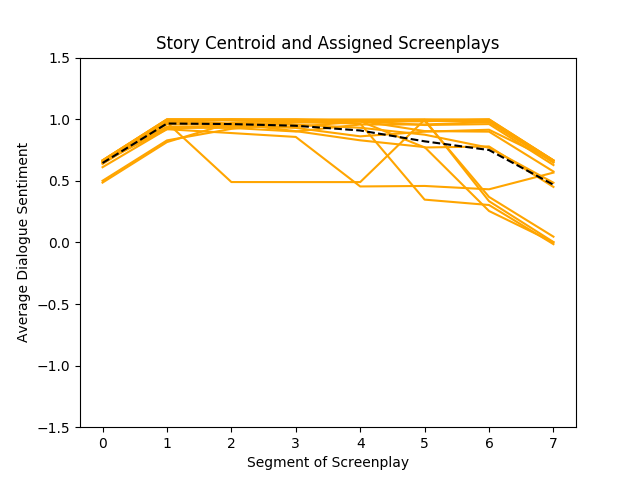 Story Centroid and Assigned Screenplays
1.5
1.0
0.5
0.0
−0.5
−1.0
−1.5
Average Dialogue Sentiment
0 1 2 3 4 5 6 7
Segment of Screenplay